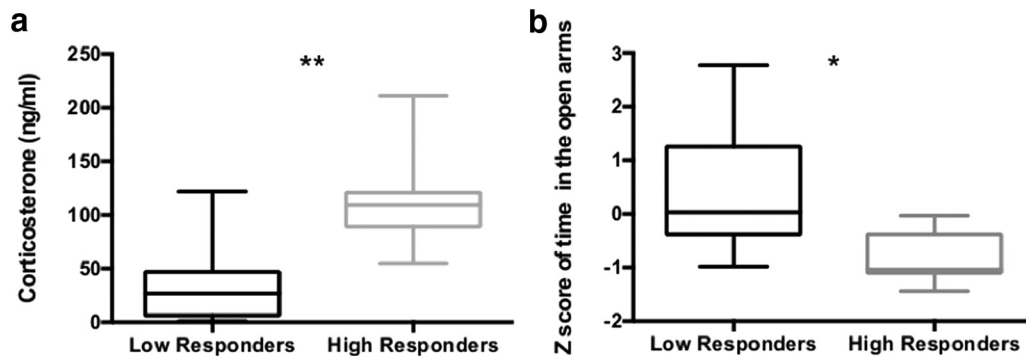 a
**
Corticosterone (ng/ml)
250
200
150
100
50
0
Low Responders
High Responders
b
*
Z score of time in the open arms
3
2
1
0
-1
-2
Low Responders
High Responders